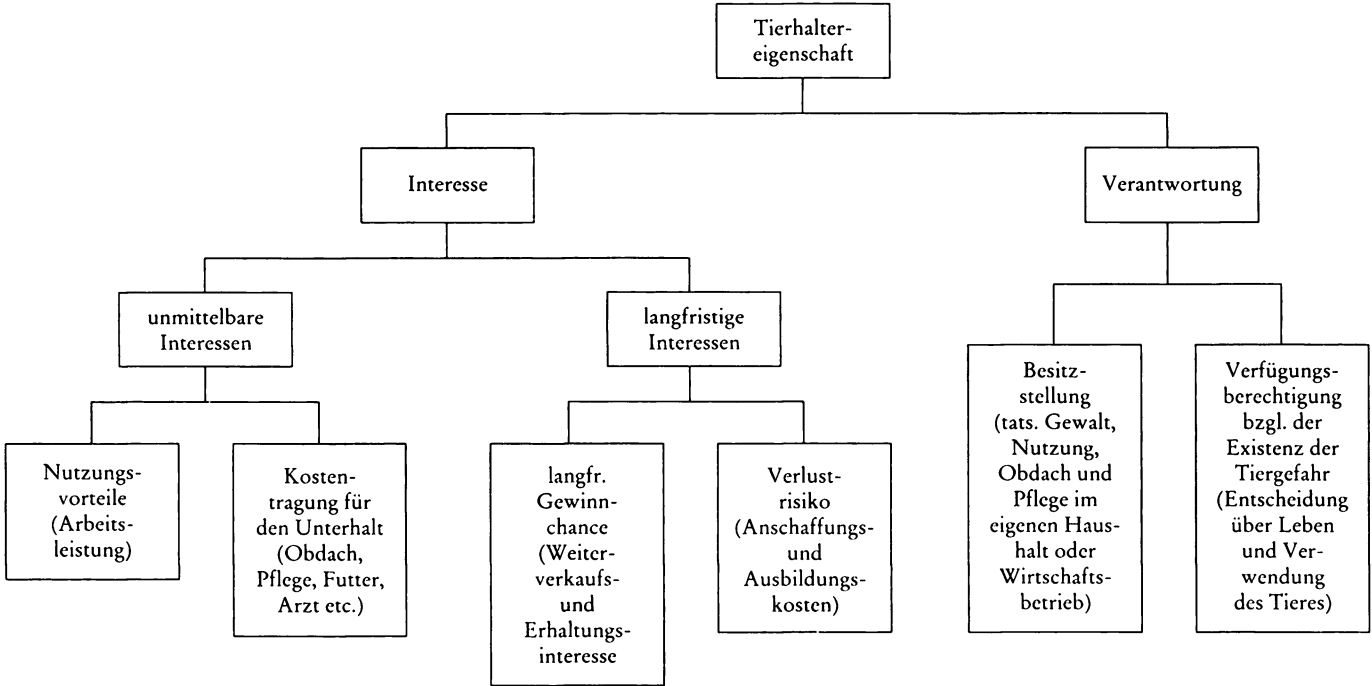 Tierhalter-
eigenschaft
Interesse
Verantwortung
unmittelbare
Interessen
langfristige
Interessen
Nutzungs-
vorteile
(Arbeits-
leistung)
Kosten-
tragung für
den Unterhalt
(Obdach,
Pflege, Futter,
Arzt etc.)
langfr.
Gewinn-
chance
(Weiter-
verkaufs-
und
Erhaltungs-
interesse
Verlust-
risiko
(Anschaffungs-
und
Ausbildungs-
kosten)
Besitz-
stellung
(tats. Gewalt,
Nutzung,
Obdach und
Pflege im
eigenen Haus-
halt oder
Wirtschafts-
betrieb)
Verfügungs-
berechtigung
bzgl. der
Existenz der
Tiergefahr
(Entscheidung
über Leben
und Ver-
wendung
des Tieres)